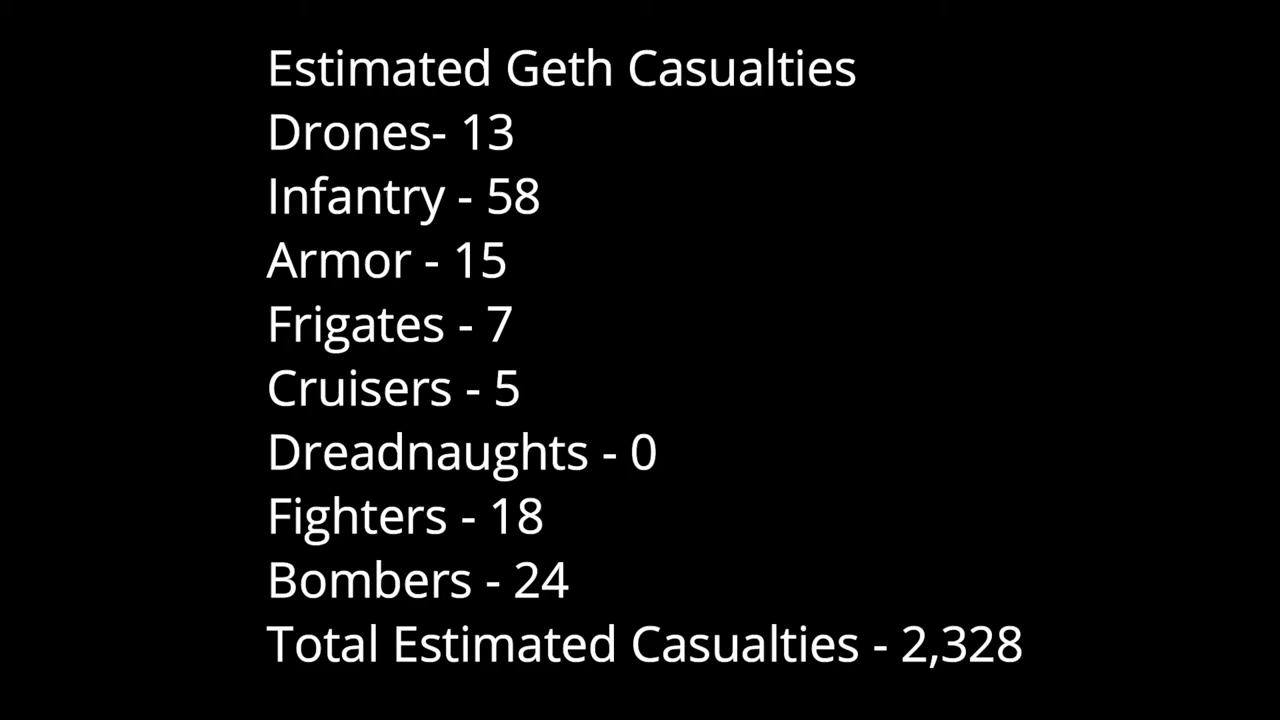 Estimated Geth Casualties
Drones- 13
Infantry - 58
Armor - 15
Frigates - 7
Cruisers - 5
Dreadnaughts - 0
Fighters - 18
Bombers - 24
Total Estimated Casualties - 2,328